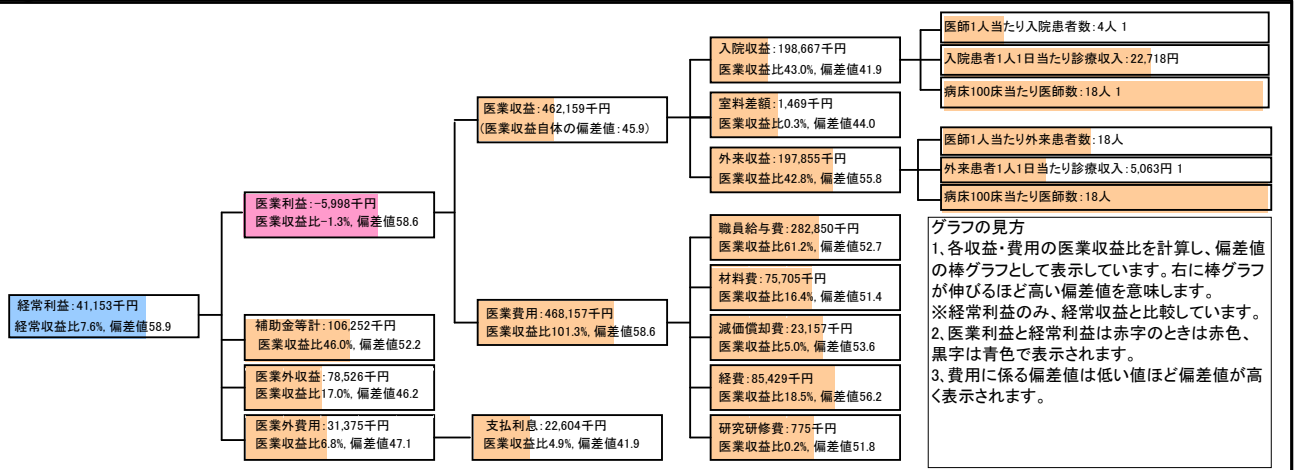 経常利益:41,153千円
経常収益比7.6%, 偏差値58.9
医業利益:-5,998千円
医業収益比-1.3%, 偏差値58.6
補助金等計:106,252千円
医業収益比46.0%, 偏差値52.2
医業外収益:78,526千円
医業収益比17.0%, 偏差値46.2
医業外費用:31,375千円
医業収益比6.8%, 偏差値47.1
医業収益:462,159千円
(医業収益自体の偏差値:45.9)
医業費用:468,157千円
医業収益比101.3%, 偏差値58.6
支払利息:22,604千円
医業収益比4.9%, 偏差値41.9
入院収益:198,667千円
医業収益比43.0%, 偏差値41.9
室料差額:1,469千円
医業収益比0.3%, 偏差値44.0
外来収益:197,855千円
医業収益比42.8%, 偏差値55.8
職員給与費:282,850千円
医業収益比61.2%, 偏差値52.7
材料費:75,705千円
医業収益比16.4%, 偏差値51.4
減価償却費:23,157千円
医業収益比5.0%, 偏差値53.6
経費:85,429千円
医業収益比18.5%, 偏差値56.2
研究研修費:775千円
医業収益比0.2%, 偏差値51.8
医師1人当たり入院患者数:4人 1
入院患者1人1日当たり診療収入:22,718円
病床100床当たり医師数:18人 1
医師1人当たり外来患者数:18人
外来患者1人1日当たり診療収入:5,063円 1
病床100床当たり医師数:18人
グラフの見方
1、各収益・費用の医業収益比を計算し、偏差値
の棒グラフとして表示しています。右に棒グラフ
が伸びるほど高い偏差値を意味します。
※経常利益のみ、経常収益と比較しています。
2、医業利益と経常利益は赤字のときは赤色、
黒字は青色で表示されます。
3、費用に係る偏差値は低い値ほど偏差値が高
く表示されます。